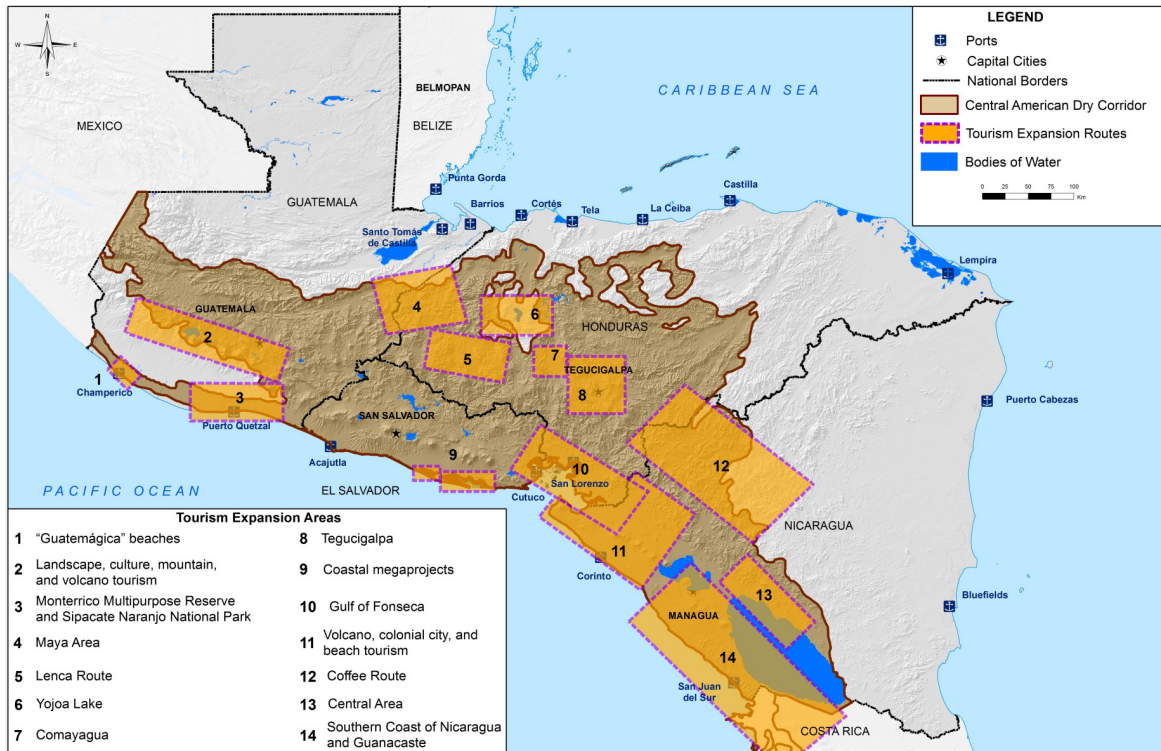 N
W
E
S
MEXICO
BELMOPAN
BELIZE
CARIBBEAN SEA
GUATEMALA
Punta Gorda
Barrios
Cortés
Tela
La Ceiba
Castilla
Santo Tomás
de Castilla
Lempira
GUATEMALA
HONDURAS
TEGUCIGALPA
1
2
3
4
5
6
7
8
9
10
11
12
13
14
Champerico
Puerto Quetzal
SAN SALVADOR
Acajutla
EL SALVADOR
Cutuco
San Lorenzo
PACIFIC OCEAN
Puerto Cabezas
NICARAGUA
Corinto
MANAGUA
Bluefields
San Juan
del Sur
COSTA RICA
LEGEND
Ports
Capital Cities
National Borders
Central American Dry Corridor
Tourism Expansion Routes
Bodies of Water
0 20 40 60 80 100
Km
Tourism Expansion Areas
1 "Guatemágica" beaches
2 Landscape, culture, mountain,
and volcano tourism
3 Monterrico Multipurpose Reserve
and Sipacate Naranjo National Park
4 Maya Area
5 Lenca Route
6 Yojoa Lake
7 Comayagua
8 Tegucigalpa
9 Coastal megaprojects
10 Gulf of Fonseca
11 Volcano, colonial city, and
beach tourism
12 Coffee Route
13 Central Area
14 Southern Coast of Nicaragua
and Guanacaste